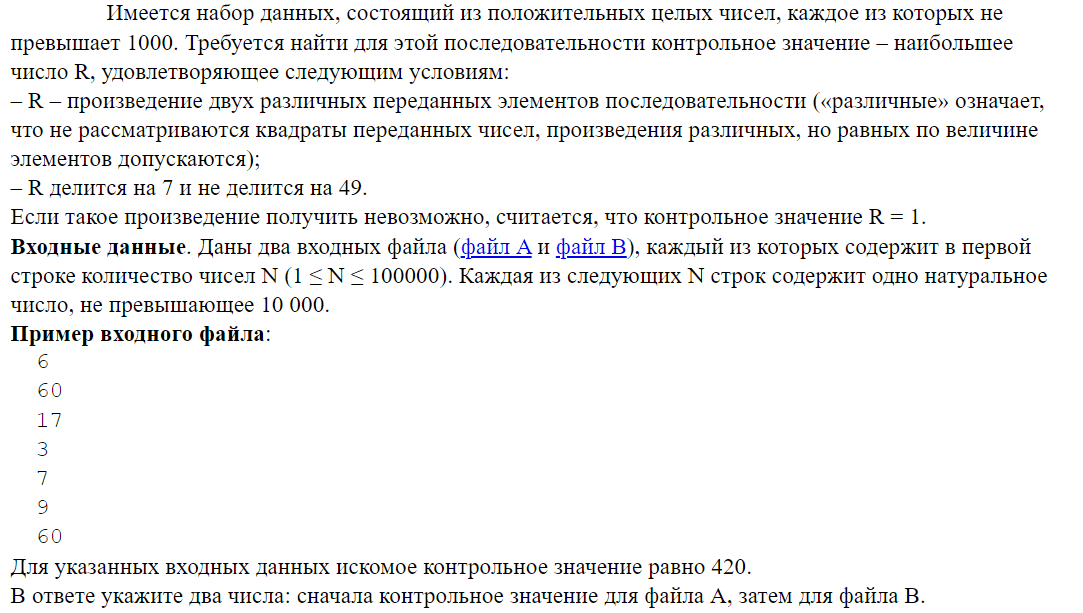 Имеется набор данных, состоящий из положительных целых чисел, каждое из которых не
превышает 1000. Требуется найти для этой последовательности контрольное значение – наибольшее
число R, удовлетворяющее следующим условиям:
– R – произведение двух различных переданных элементов последовательности («различные» означает,
что не рассматриваются квадраты переданных чисел, произведения различных, но равных по величине
элементов допускаются);
– R делится на 7 и не делится на 49.
Если такое произведение получить невозможно, считается, что контрольное значение R = 1.
Входные данные. Даны два входных файла (файл A и файл B), каждый из которых содержит в первой
строке количество чисел N (1 ≤ N ≤ 100000). Каждая из следующих N строк содержит одно натуральное
число, не превышающее 10 000.
Пример входного файла:
6
60
17
3
7
9
60
Для указанных входных данных искомое контрольное значение равно 420.
В ответе укажите два числа: сначала контрольное значение для файла А, затем для файла B.